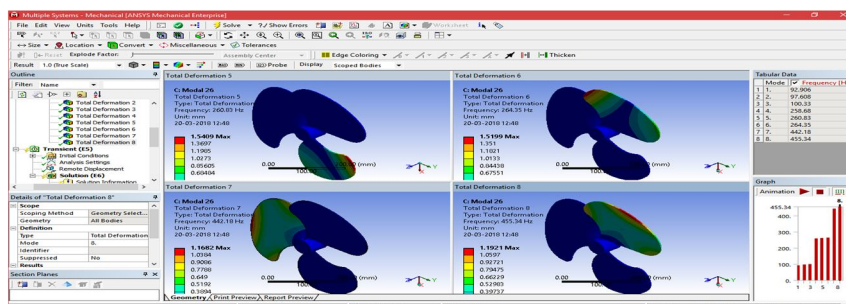 Multiple Systems - Mechanical [ANSYS Mechanical Enterprise]
File Edit View Units Tools Help Solve ?/ Show Errors Worksheet
Size Location Convert Miscellaneous Tolerances
Reset Explode Factor: Assembly Center Edge Coloring Thicken
Result 1.0 (True Scale) Probe Display Scoped Bodies
Outline
Filter: Name
Total Deformation 2
Total Deformation 3
Total Deformation 4
Total Deformation 5
Total Deformation 6
Total Deformation 7
Total Deformation 8
Transient (E5)
Initial Conditions
Analysis Settings
Remote Displacement
Solution (E6)
Solution Information
Details of "Total Deformation 8"
Scope
Scoping Method Geometry Select...
Geometry All Bodies
Definition
Type Total Deformation
Mode 8.
Identifier
Suppressed No
Results
Section Planes
Total Deformation 5
C: Modal 26
Total Deformation 5
Type: Total Deformation
Frequency: 260.83 Hz
Unit: mm
20-03-2018 12:48
1.5409 Max
1.3697
1.1985
1.0273
0.85605
0.68484
0.00
100.00
(mm)
Y
X
Total Deformation 6
C: Modal 26
Total Deformation 6
Type: Total Deformation
Frequency: 264.35 Hz
Unit: mm
20-03-2018 12:48
1.5199 Max
1.351
1.1821
1.0133
0.84438
0.67551
0.00
100.00
(mm)
Y
X
Total Deformation 7
C: Modal 26
Total Deformation 7
Type: Total Deformation
Frequency: 442.18 Hz
Unit: mm
20-03-2018 12:48
1.1682 Max
1.0384
0.9086
0.7788
0.649
0.5192
0.3894
0.00
100.00
(mm)
Y
X
Total Deformation 8
C: Modal 26
Total Deformation 8
Type: Total Deformation
Frequency: 455.34 Hz
Unit: mm
20-03-2018 12:48
1.1921 Max
1.0597
0.92721
0.79475
0.66229
0.52983
0.39737
0.00
100.00
(mm)
Y
X
Geometry Print Preview Report Preview
Tabular Data
Mode Frequency [H
1 1. 92.906
2 2. 97.608
3 3. 100.33
4 4. 258.68
5 5. 260.83
6 6. 264.35
7 7. 442.18
8 8. 455.34
Graph
Animation
8.
455.34
400.
300.
200.
100.
0.
1 3 5 8